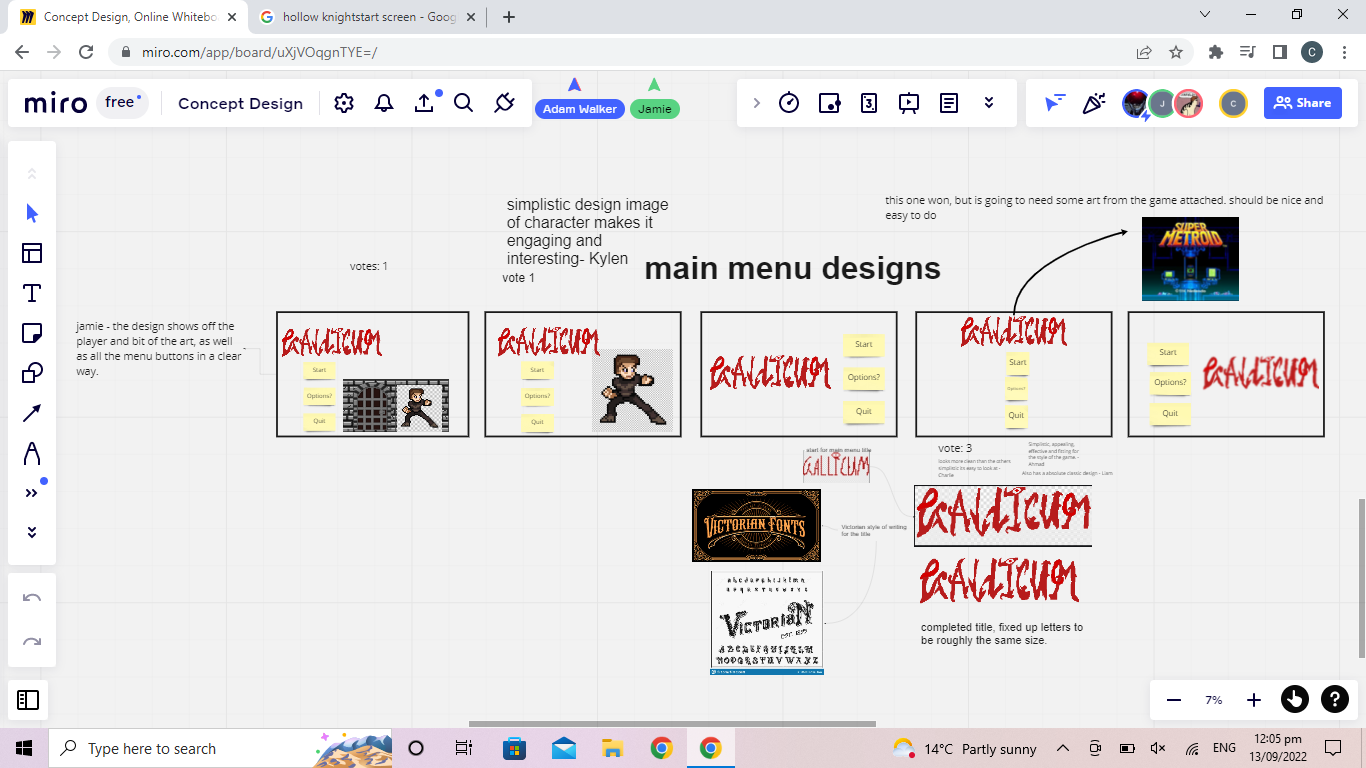 Concept Design, Online Whitebo
hollow knightstart screen - Goog
miro.com/app/board/uXjVOqgnTYE=/
C
miro
free
Concept Design
Adam Walker
Jamie
3
J
C
Share
this one won, but is going to need some art from the game attached. should be nice and
easy to do
simplistic design image
of character makes it
engaging and
interesting- Kylen
vote 1
votes: 1
main menu designs
SUPER
METROID
jamie - the design shows off the
player and bit of the art, as well
as all the menu buttons in a clear
way.
Start
Options?
Quit
Start
Options?
Quit
Start
Options?
Quit
Start
Options?
Quit
Start
Options?
Quit
vote: 3
looks more clean than the others
simplistic its easy to look at -
Charlie
Simplistic, appealing,
effective and fitting for
the style of the game. -
Ahmad
Also has a absolute classic design - Liam
start for main menu title
VICTORIAN FONTS
Victorian style of writing
for the title
VICTORIAN
completed title, fixed up letters to
be roughly the same size.
7%
Type here to search
14°C Partly sunny
ENG
12:05 pm
13/09/2022